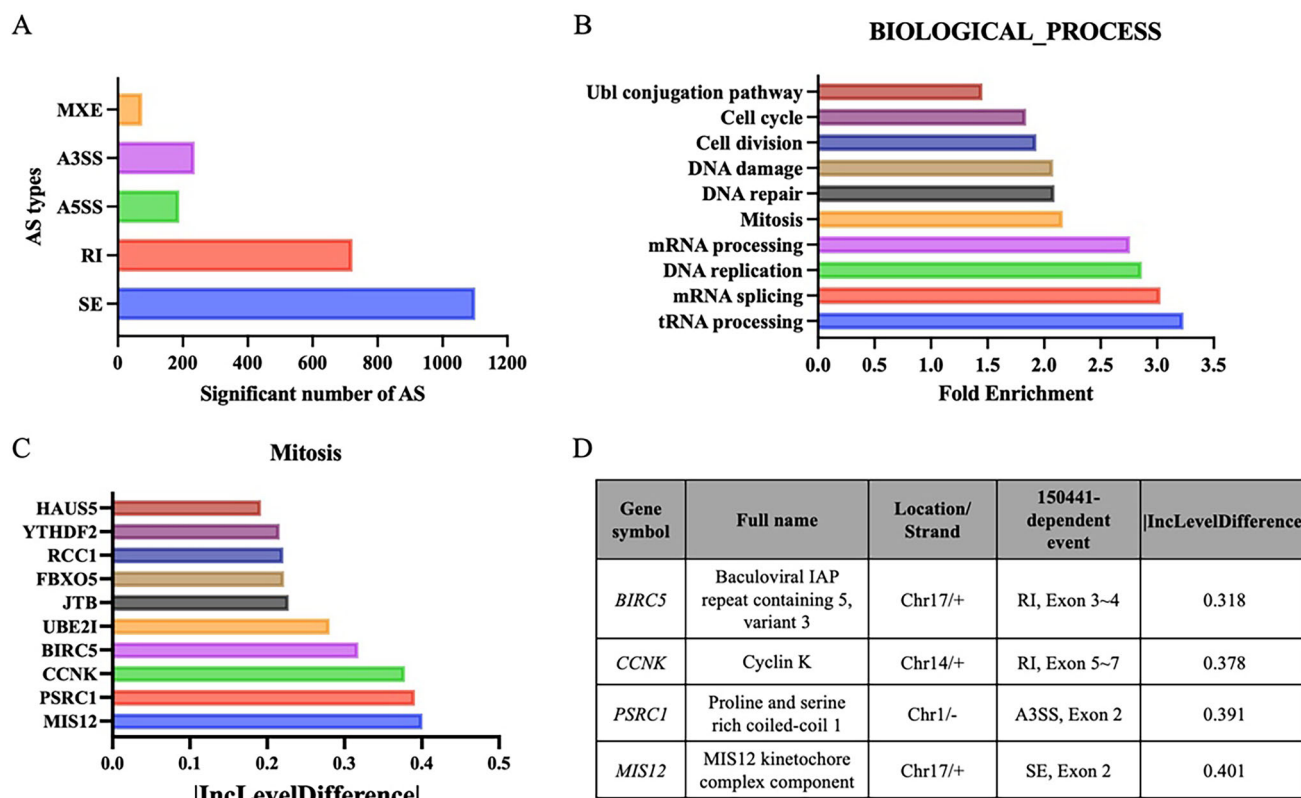 A
MXE
A3SS
A5SS
RI
SE
AS types
0 200 400 600 800 1000 1200
Significant number of AS
B
BIOLOGICAL_PROCESS
Ubl conjugation pathway
Cell cycle
Cell division
DNA damage
DNA repair
Mitosis
mRNA processing
DNA replication
mRNA splicing
tRNA processing
0.0 0.5 1.0 1.5 2.0 2.5 3.0 3.5
Fold Enrichment
C
Mitosis
HAUS5
YTHDF2
RCC1
FBXO5
JTB
UBE2I
BIRC5
CCNK
PSRC1
MIS12
0.0 0.1 0.2 0.3 0.4 0.5
|IncLevelDifference|
D
Gene
symbol
Full name
Location/
Strand
150441-
dependent
event
|IncLevelDifference
BIRC5
Baculoviral IAP
repeat containing 5,
variant 3
Chr17/+
RI, Exon 3~4
0.318
CCNK
Cyclin K
Chr14/+
RI, Exon 5~7
0.378
PSRC1
Proline and serine
rich coiled-coil 1
Chr1/-
A3SS, Exon 2
0.391
MIS12
MIS12 kinetochore
complex component
Chr17/+
SE, Exon 2
0.401